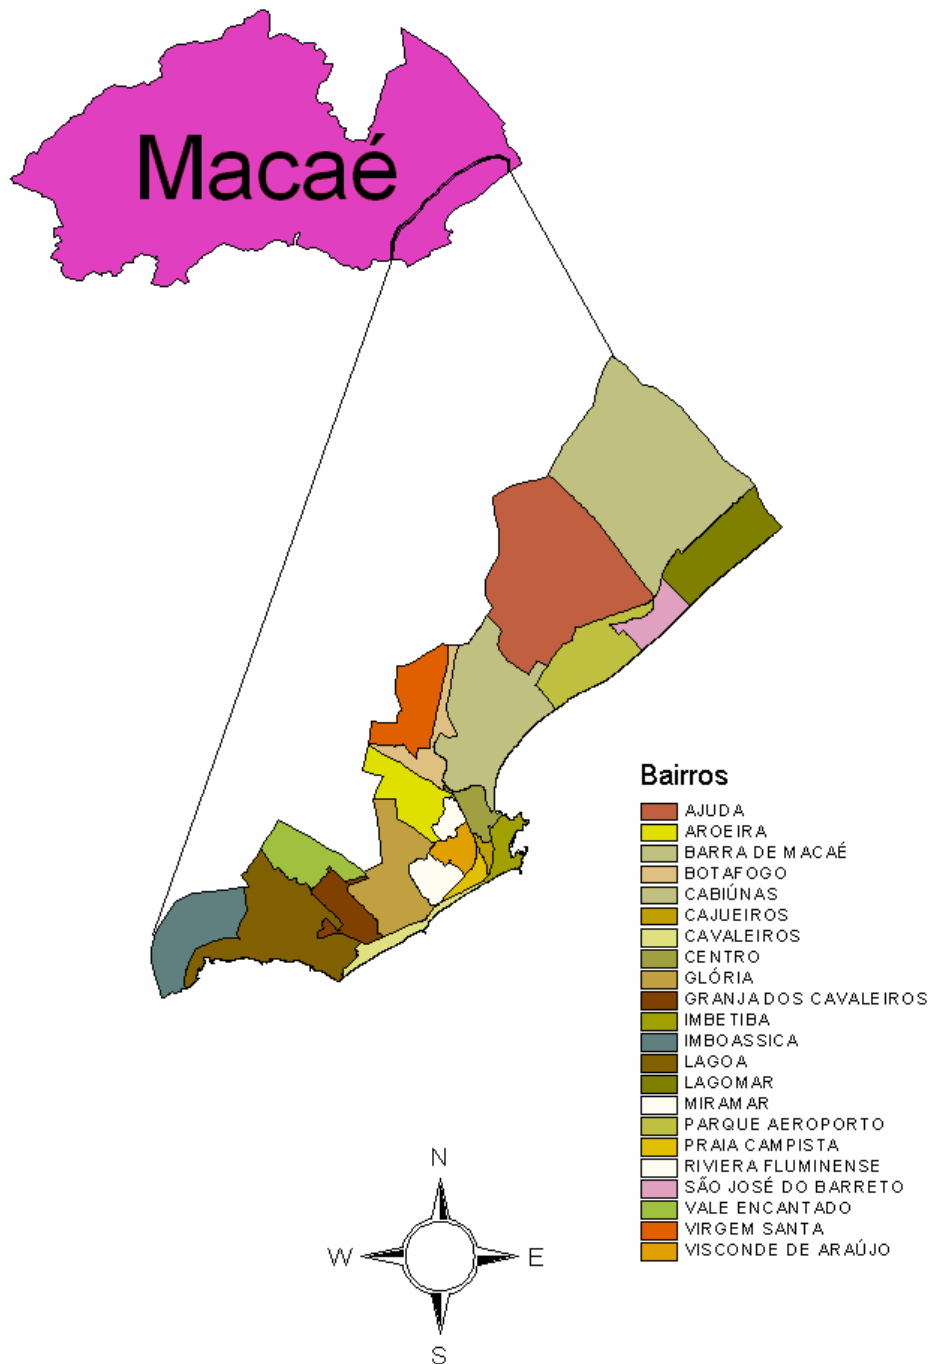 Macaé
Bairros
AJUDA
AROEIRA
BARRA DE MACAÉ
BOTAFOGO
CABIÚNAS
CAJUEIROS
CAVALEIROS
CENTRO
GLÓRIA
GRANJA DOS CAVALEIROS
IMBETIBA
IMBOASSICA
LAGOA
LAGOMAR
MIRAMAR
PARQUE AEROPORTO
PRAIA CAMPISTA
RIVIERA FLUMINENSE
SÃO JOSÉ DO BARRETO
VALE ENCANTADO
VIRGEM SANTA
VISCONDE DE ARAÚJO
N
W E
S